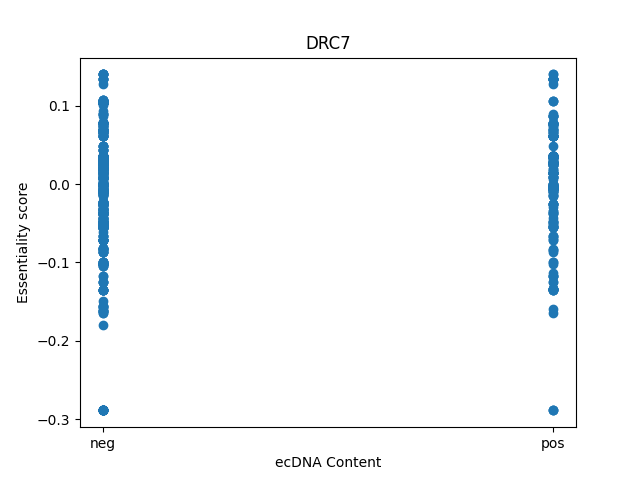 DRC7
Essentiality score
0.1
0.0
−0.1
−0.2
−0.3
neg
pos
ecDNA Content